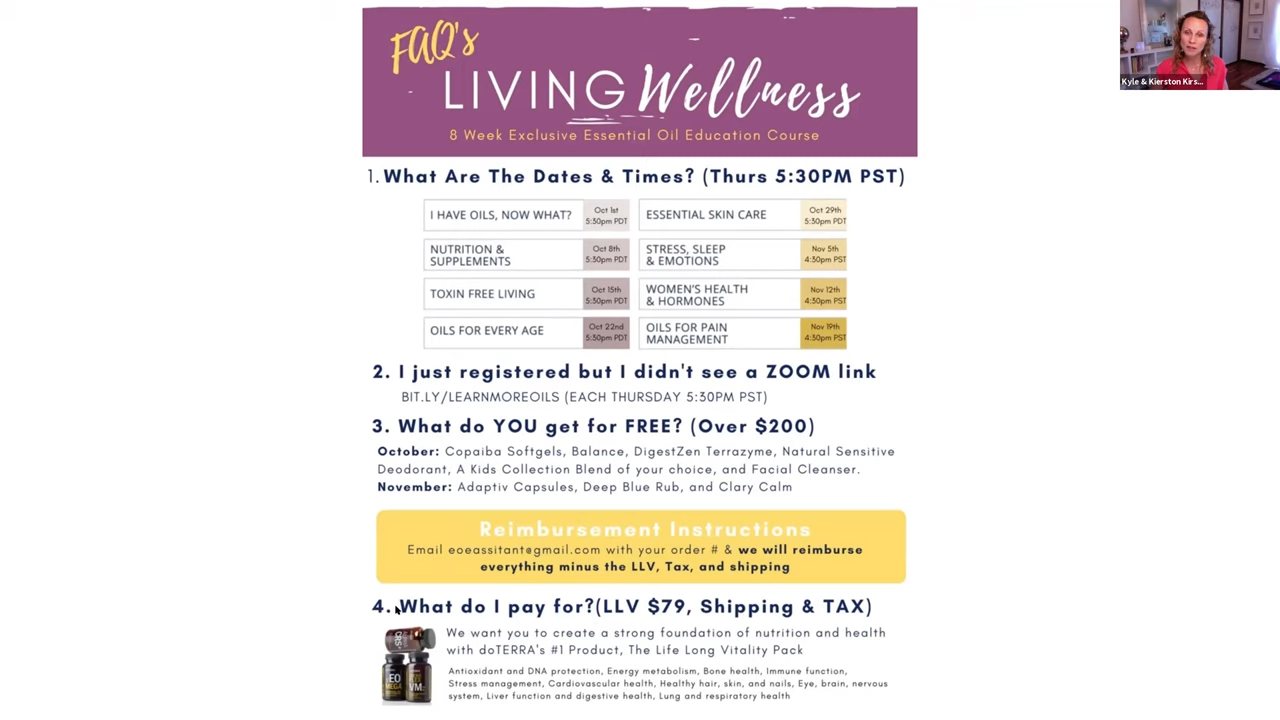 FAQ's
LIVING Wellness
8 Week Exclusive Essential Oil Education Course
Kyle & Kierston Kirs...
1. What Are The Dates & Times? (Thurs 5:30PM PST)
I HAVE OILS, NOW WHAT?
Oct 1st
5:30pm PDT
ESSENTIAL SKIN CARE
Oct 29th
5:30pm PDT
NUTRITION &
SUPPLEMENTS
Oct 8th
5:30pm PDT
STRESS, SLEEP
& EMOTIONS
Nov 5th
4:30pm PST
TOXIN FREE LIVING
Oct 15th
5:30pm PDT
WOMEN'S HEALTH
& HORMONES
Nov 12th
4:30pm PST
OILS FOR EVERY AGE
Oct 22nd
5:30pm PDT
OILS FOR PAIN
MANAGEMENT
Nov 19th
4:30pm PST
2. I just registered but I didn't see a ZOOM link
BIT.LY/LEARNMOREOILS (EACH THURSDAY 5:30PM PST)
3. What do YOU get for FREE? (Over $200)
October: Copaiba Softgels, Balance, DigestZen Terrazyme, Natural Sensitive
Deodorant, A Kids Collection Blend of your choice, and Facial Cleanser.
November: Adaptiv Capsules, Deep Blue Rub, and Clary Calm
Reimbursement Instructions
Email eoeassitant@gmail.com with your order # & we will reimburse
everything minus the LLV, Tax, and shipping
4. What do I pay for?(LLV $79, Shipping & TAX)
We want you to create a strong foundation of nutrition and health
with doTERRA's #1 Product, The Life Long Vitality Pack
Antioxidant and DNA protection, Energy metabolism, Bone health, Immune function,
Stress management, Cardiovascular health, Healthy hair, skin, and nails, Eye, brain, nervous
system, Liver function and digestive health, Lung and respiratory health
EO
MEGA
VM